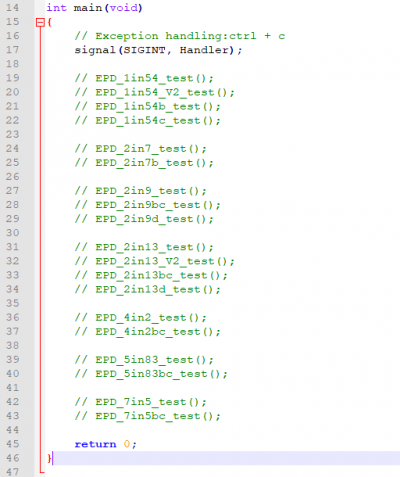 14 int main(void)
15 {
16 // Exception handling:ctrl + c
17 signal(SIGINT, Handler);
18
19 // EPD_1in54_test();
20 // EPD_1in54_V2_test();
21 // EPD_1in54b_test();
22 // EPD_1in54c_test();
23
24 // EPD_2in7_test();
25 // EPD_2in7b_test();
26
27 // EPD_2in9_test();
28 // EPD_2in9bc_test();
29 // EPD_2in9d_test();
30
31 // EPD_2in13_test();
32 // EPD_2in13_V2_test();
33 // EPD_2in13bc_test();
34 // EPD_2in13d_test();
35
36 // EPD_4in2_test();
37 // EPD_4in2bc_test();
38
39 // EPD_5in83_test();
40 // EPD_5in83bc_test();
41
42 // EPD_7in5_test();
43 // EPD_7in5bc_test();
44
45 return 0;
46 }
47